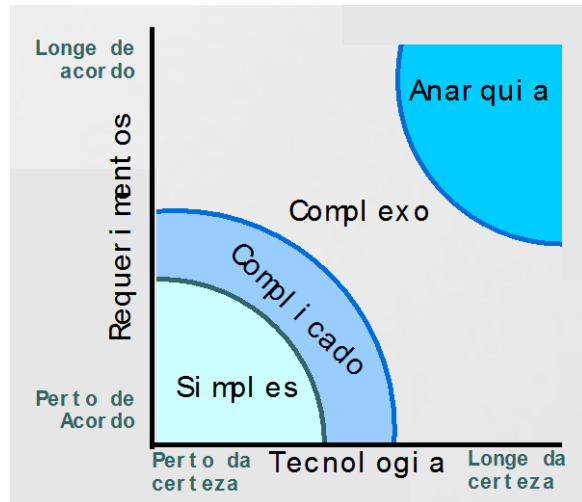 Longe de
acordo
Anarquia
Requerimentos
Complexo
Complicado
Simples
Perto de
Acordo
Perto da
certeza
Tecnologia
Longe da
certeza